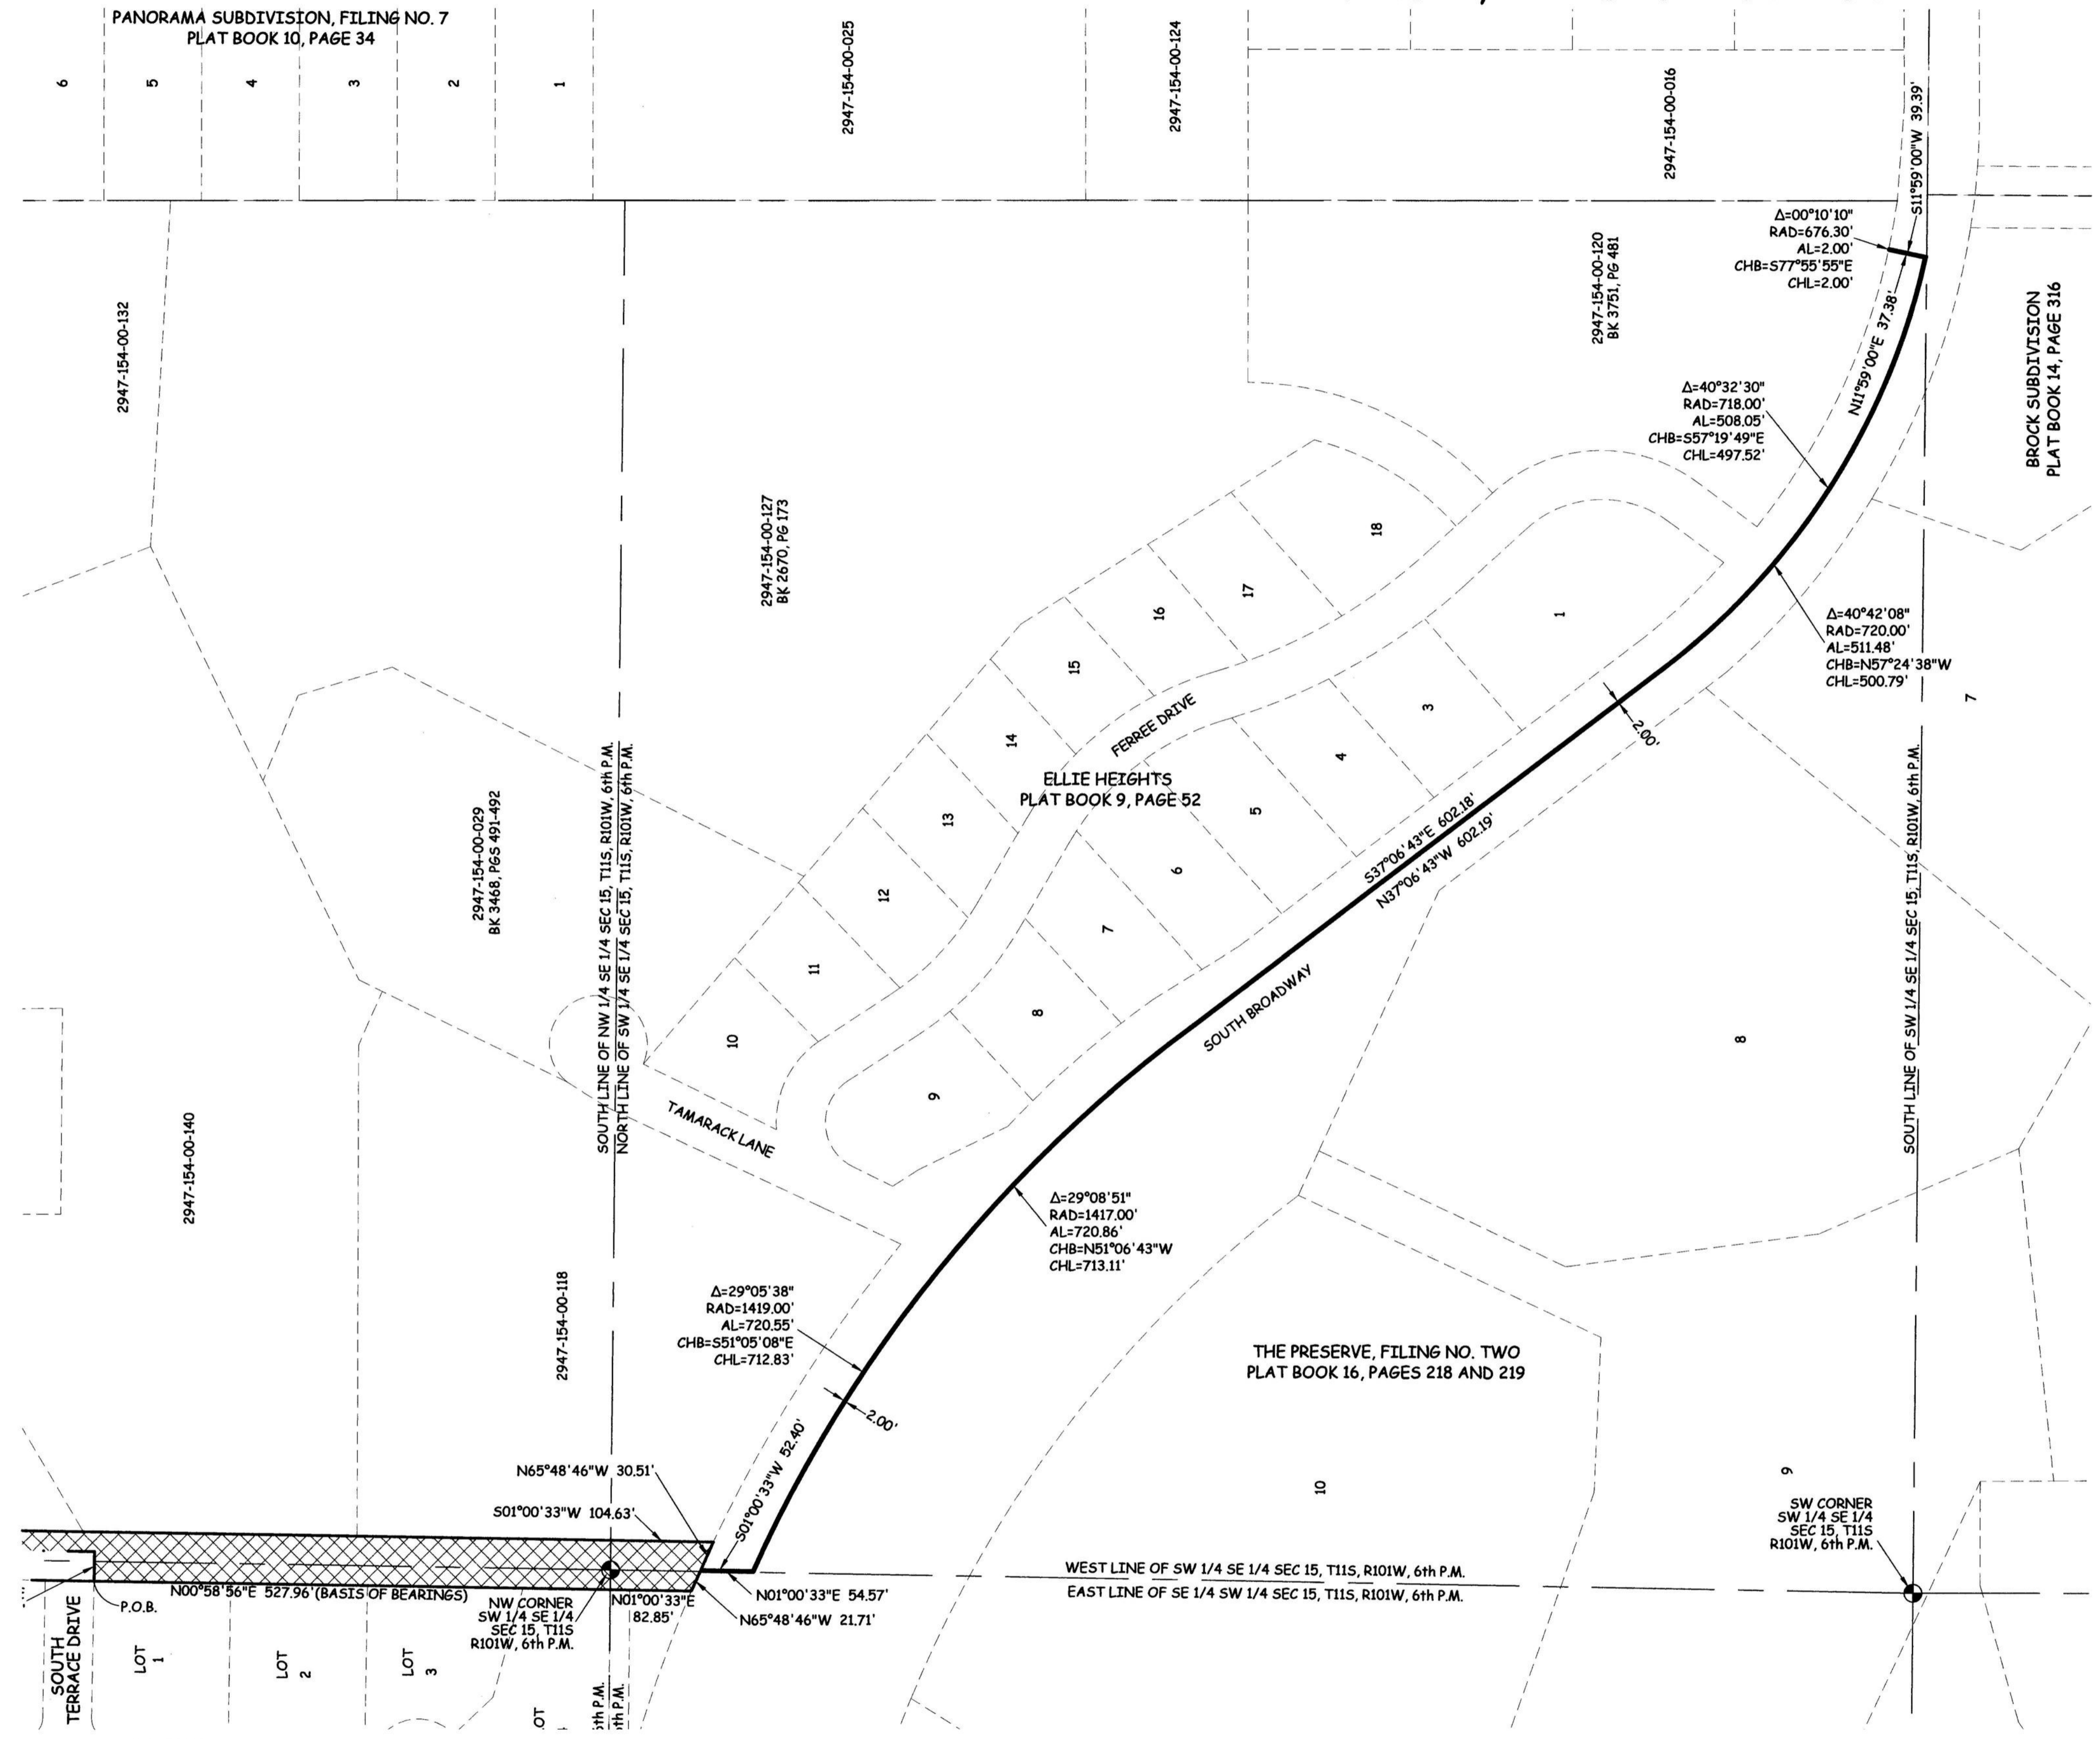 PANORAMA SUBDIVISION, FILING NO. 7
PLAT BOOK 10, PAGE 34
6
5
4
3
2
1
2947-154-00-025
2947-154-00-124
2947-154-00-016
S11°59'00"W 39.39'
Δ=00°10'10"
RAD=676.30'
AL=2.00'
CHB=S77°55'55"E
CHL=2.00'
2947-154-00-120
BK 3751, PG 481
BROCK SUBDIVISION
PLAT BOOK 14, PAGE 316
N11°59'00"E 37.38'
2947-154-00-132
Δ=40°32'30"
RAD=718.00'
AL=508.05'
CHB=S57°19'49"E
CHL=497.52'
2947-154-00-127
BK 2670, PG 173
18
17
16
15
14
13
12
11
10
1
3
4
5
6
7
8
9
FERREE DRIVE
ELLIE HEIGHTS
PLAT BOOK 9, PAGE 52
Δ=40°42'08"
RAD=720.00'
AL=511.48'
CHB=N57°24'38"W
CHL=500.79'
7
2.00'
S37°06'43"E 602.18'
N37°06'43"W 602.19'
SOUTH BROADWAY
2947-154-00-029
BK 3468, PGS 491-492
SOUTH LINE OF NW 1/4 SE 1/4 SEC 15, T11S, R101W, 6th P.M.
NORTH LINE OF SW 1/4 SE 1/4 SEC 15, T11S, R101W, 6th P.M.
SOUTH LINE OF SW 1/4 SE 1/4 SEC 15, T11S, R101W, 6th P.M.
8
TAMARACK LANE
2947-154-00-140
2947-154-00-118
Δ=29°08'51"
RAD=1417.00'
AL=720.86'
CHB=N51°06'43"W
CHL=713.11'
Δ=29°05'38"
RAD=1419.00'
AL=720.55'
CHB=S51°05'08"E
CHL=712.83'
2.00'
THE PRESERVE, FILING NO. TWO
PLAT BOOK 16, PAGES 218 AND 219
10
9
S01°00'33"W 52.40'
N65°48'46"W 30.51'
S01°00'33"W 104.63'
SW CORNER
SW 1/4 SE 1/4
SEC 15, T11S
R101W, 6th P.M.
WEST LINE OF SW 1/4 SE 1/4 SEC 15, T11S, R101W, 6th P.M.
EAST LINE OF SE 1/4 SW 1/4 SEC 15, T11S, R101W, 6th P.M.
N00°58'56"E 527.96' (BASIS OF BEARINGS)
P.O.B.
NW CORNER
SW 1/4 SE 1/4
SEC 15, T11S
R101W, 6th P.M.
N01°00'33"E
82.85'
N01°00'33"E 54.57'
N65°48'46"W 21.71'
SOUTH
TERRACE DRIVE
LOT
1
LOT
2
LOT
3
OT
th P.M.
th P.M.